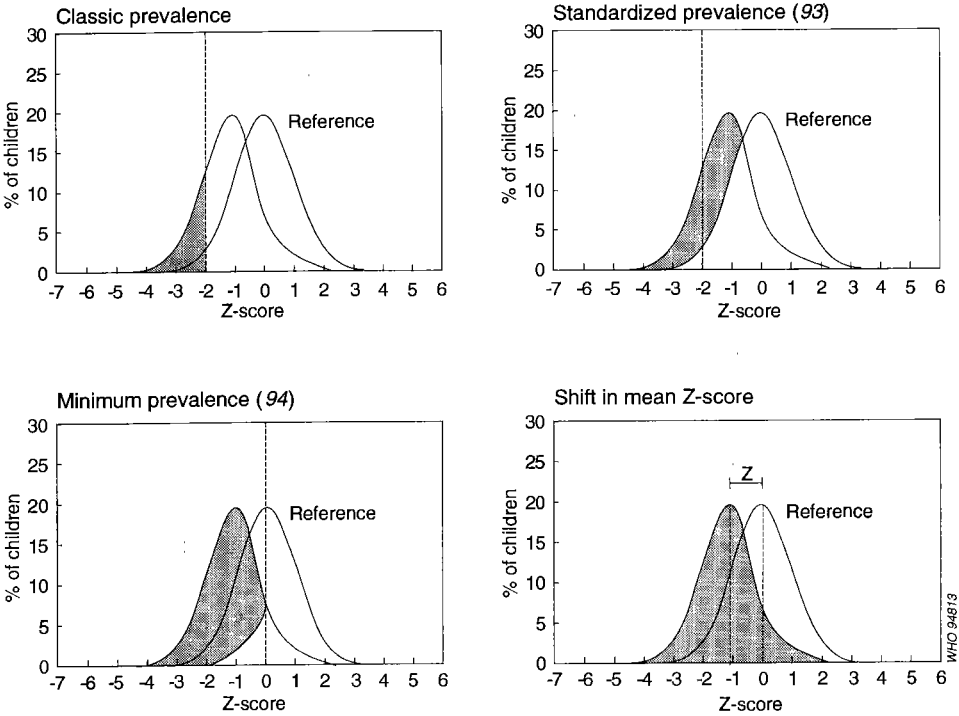 Classic prevalence
30
25
20
15
10
5
0
% of children
Reference
-7 -6 -5 -4 -3 -2 -1 0 1 2 3 4 5 6
Z-score
Standardized prevalence (93)
30
25
20
15
10
5
0
% of children
Reference
-7 -6 -5 -4 -3 -2 -1 0 1 2 3 4 5 6
Z-score
Minimum prevalence (94)
30
25
20
15
10
5
0
% of children
Reference
-7 -6 -5 -4 -3 -2 -1 0 1 2 3 4 5 6
Z-score
Shift in mean Z-score
30
25
20
15
10
5
0
% of children
Z
Reference
-7 -6 -5 -4 -3 -2 -1 0 1 2 3 4 5 6
Z-score
WHO 94813